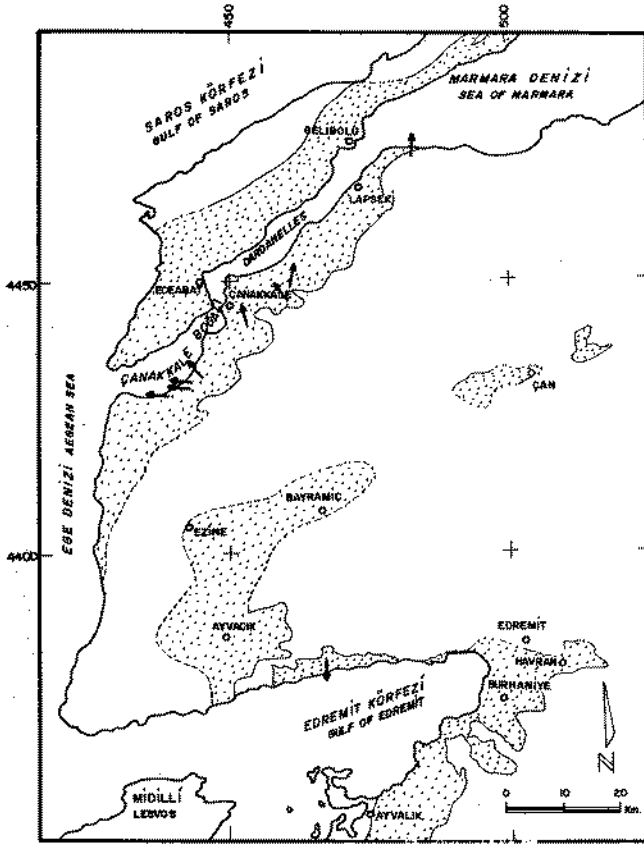 450
500
SAROS KÖRFEZİ
GULF OF SAROS
MARMARA DENİZİ
SEA OF MARMARA
GELİBOLU
LAPSEKİ
DARDANELLES
4450
ECEABAT
ÇANAKKALE
ÇANAKKALE BOĞAZI
ÇAN
EGE DENİZİ AEGEAN SEA
BAYRAMİÇ
EZİNE
4400
AYVACIK
EDREMİT
HAVRAN
BURHANİYE
EDREMİT KÖRFEZİ
GULF OF EDREMİT
N
MİDİLLİ
LESVOS
AYVALIK
0 10 20
Km.